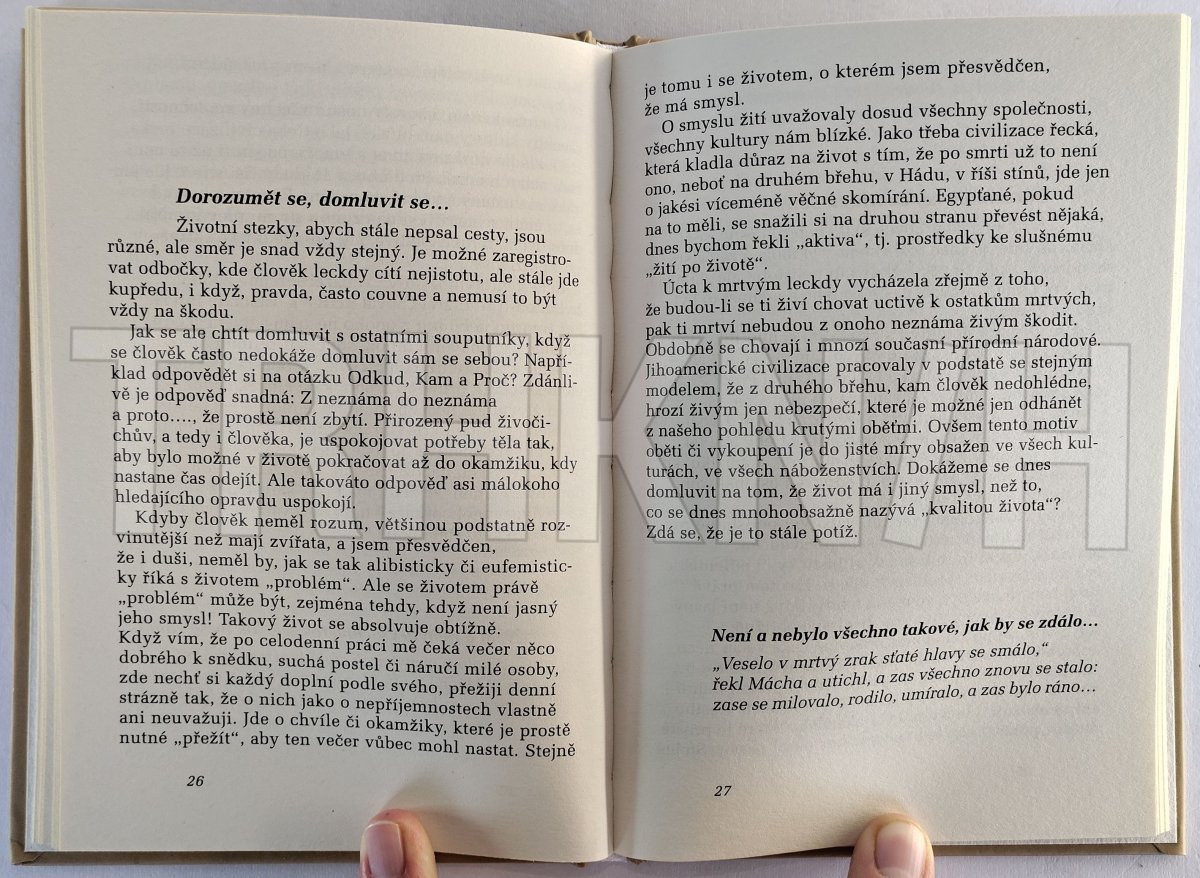 Dorozumět se, domluvit se...
Životní stezky, abych stále nepsal cesty, jsou
různé, ale směr je snad vždy stejný. Je možné zaregistro-
vat odbočky, kde člověk leckdy cítí nejistotu, ale stále jde
kupředu, i když, pravda, často couvne a nemusí to být
vždy na škodu.
Jak se ale chtít domluvit s ostatními souputníky, když
se člověk často nedokáže domluvit sám se sebou? Napří-
klad odpovědět si na otázku Odkud, Kam a Proč? Zdánli-
vě je odpověď snadná: Z neznáma do neznáma
a proto...., že prostě není zbytí. Přirozený pud živoči-
chův, a tedy i člověka, je uspokojovat potřeby těla tak,
aby bylo možné v životě pokračovat až do okamžiku, kdy
nastane čas odejít. Ale takováto odpověď asi málokoho
hledajícího opravdu uspokojí.
Kdyby člověk neměl rozum, většinou podstatně roz-
vinutější než mají zvířata, a jsem přesvědčen,
že i duši, neměl by, jak se tak alibisticky či eufemistic-
ky říká s životem „problém“. Ale se životem právě
„problém“ může být, zejména tehdy, když není jasný
jeho smysl! Takový život se absolvuje obtížně.
Když vím, že po celodenní práci mě čeká večer něco
dobrého k snědku, suchá postel či náručí milé osoby,
zde nechť si každý doplní podle svého, přežiji denní
strázně tak, že o nich jako o nepříjemnostech vlastně
ani neuvažuji. Jde o chvíle či okamžiky, které je prostě
nutné „přežít“, aby ten večer vůbec mohl nastat. Stejně
26
je tomu i se životem, o kterém jsem přesvědčen,
že má smysl.
O smyslu žití uvažovaly dosud všechny společnosti,
všechny kultury nám blízké. Jako třeba civilizace řecká,
která kladla důraz na život s tím, že po smrti už to není
ono, neboť na druhém břehu, v Hádu, v říši stínů, jde jen
o jakési víceméně věčné skomírání. Egypťané, pokud
na to měli, se snažili si na druhou stranu převést nějaká,
dnes bychom řekli „aktiva“, tj. prostředky ke slušnému
„žití po životě“.
Úcta k mrtvým leckdy vycházela zřejmě z toho,
že budou-li se ti živí chovat uctivě k ostatkům mrtvých,
pak ti mrtví nebudou z onoho neznáma živým škodit.
Obdobně se chovají i mnozí současní přírodní národové.
Jihoamerické civilizace pracovaly v podstatě se stejným
modelem, že z druhého břehu, kam člověk nedohlédne,
hrozí živým jen nebezpečí, které je možné jen odhánět
z našeho pohledu krutými oběťmi. Ovšem tento motiv
oběti či vykoupení je do jisté míry obsažen ve všech kul-
turách, ve všech náboženstvích. Dokážeme se dnes
domluvit na tom, že život má i jiný smysl, než to,
co se dnes mnohoobsažně nazývá „kvalitou života“?
Zdá se, že je to stále potíž.
Není a nebylo všechno takové, jak by se zdálo...
„Veselo v mrtvý zrak sťaté hlavy se smálo,“
řekl Mácha a utichl, a zas všechno znovu se stalo:
zase se milovalo, rodilo, umíralo, a zas bylo ráno...
27
TRHKNIH